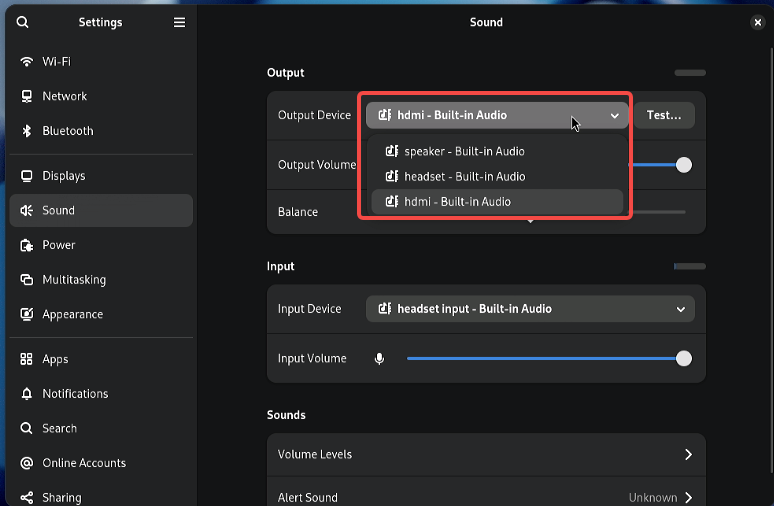 Settings
Sound
Wi-Fi
Network
Bluetooth
Displays
Sound
Power
Multitasking
Appearance
Apps
Notifications
Search
Online Accounts
Sharing
Output
Output Device
hdmi - Built-in Audio
Test...
speaker - Built-in Audio
headset - Built-in Audio
hdmi - Built-in Audio
Output Volume
Balance
Input
Input Device
headset input - Built-in Audio
Input Volume
Sounds
Volume Levels
Alert Sound
Unknown